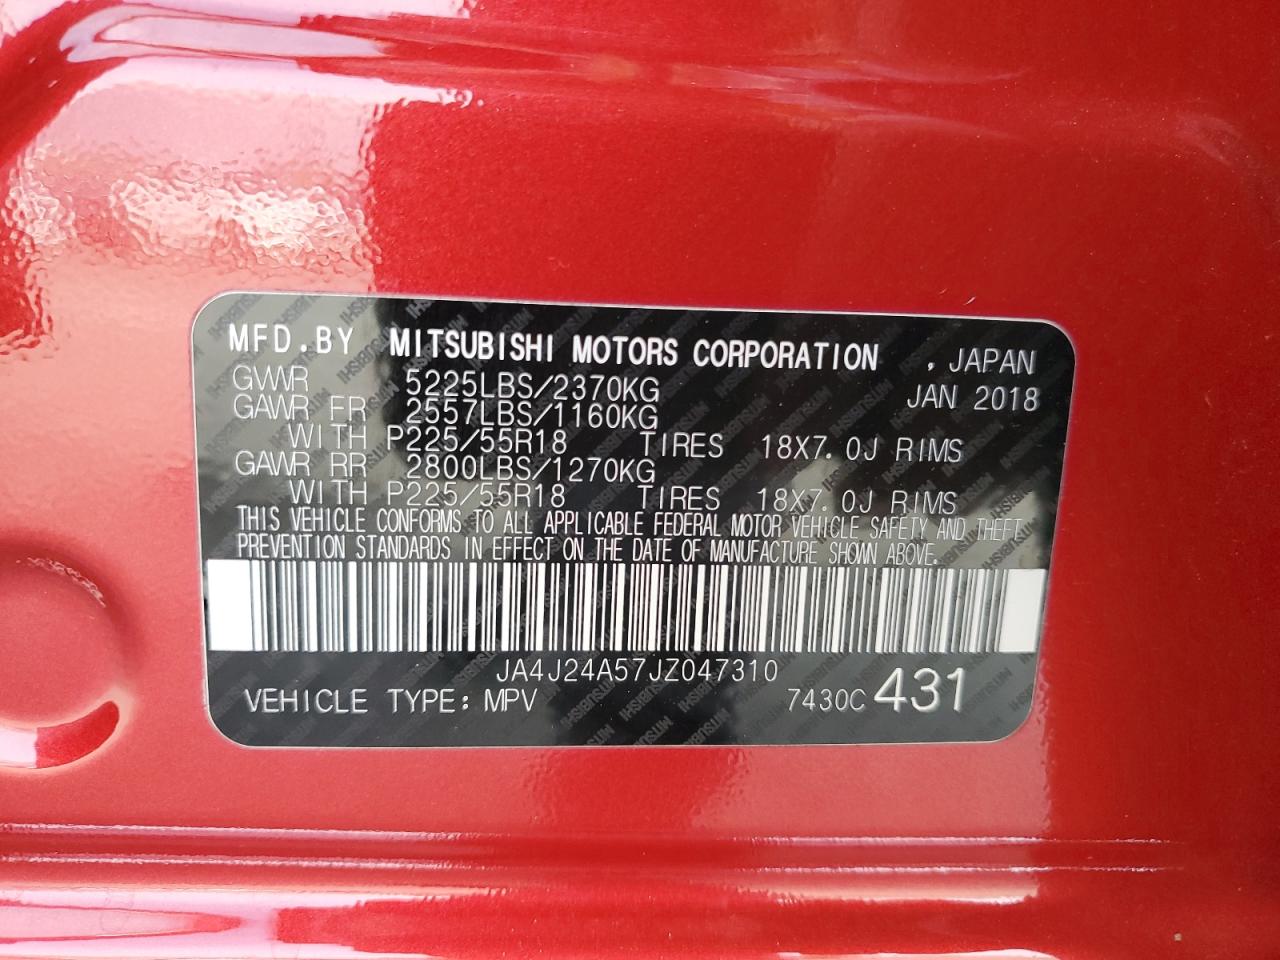 MFD.BY MITSUBISHI MOTORS CORPORATION , JAPAN
GVWR 5225LBS/2370KG JAN 2018
GAWR FR 2557LBS/1160KG
WITH P225/55R18 TIRES 18X7.0J RIMS
GAWR RR 2800LBS/1270KG
WITH P225/55R18 TIRES 18X7.0J RIMS
THIS VEHICLE CONFORMS TO ALL APPLICABLE FEDERAL MOTOR VEHICLE SAFETY AND THEFT
PREVENTION STANDARDS IN EFFECT ON THE DATE OF MANUFACTURE SHOWN ABOVE.
JA4J24A57JZ047310
VEHICLE TYPE: MPV 7430C 431